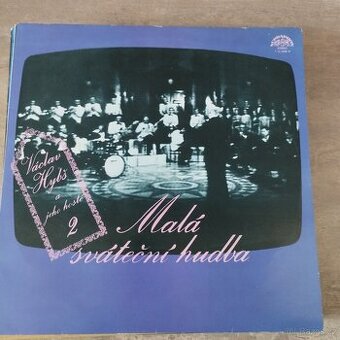 Václav
Hybš
a
jeho hosté
2
Malá
sváteční hudba